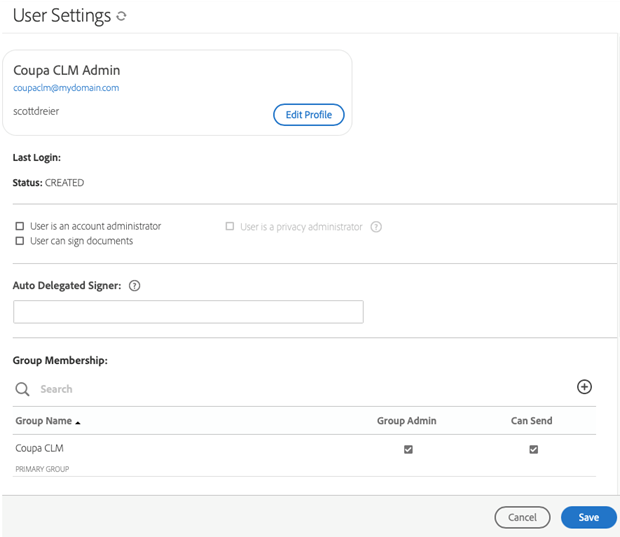 User Settings
Coupa CLM Admin
coupaclm@mydomain.com
scottdreier
Edit Profile
Last Login:
Status: CREATED
User is an account administrator
User is a privacy administrator ?
User can sign documents
Auto Delegated Signer: ?
Group Membership:
Search
Group Name Group Admin Can Send
Coupa CLM
PRIMARY GROUP
Cancel Save